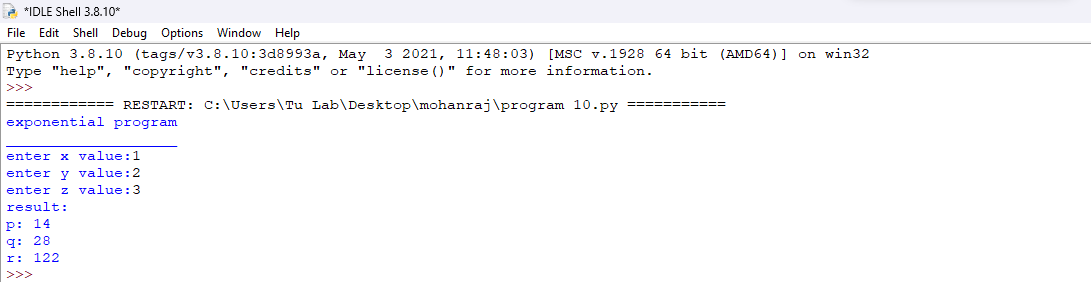 *IDLE Shell 3.8.10*
File Edit Shell Debug Options Window Help
Python 3.8.10 (tags/v3.8.10:3d8993a, May  3 2021, 11:48:03) [MSC v.1928 64 bit (AMD64)] on win32
Type "help", "copyright", "credits" or "license()" for more information.
>>>
============ RESTART: C:\Users\Tu Lab\Desktop\mohanraj\program 10.py ===========
exponential program
___________________
enter x value:1
enter y value:2
enter z value:3
result:
p: 14
q: 28
r: 122
>>>